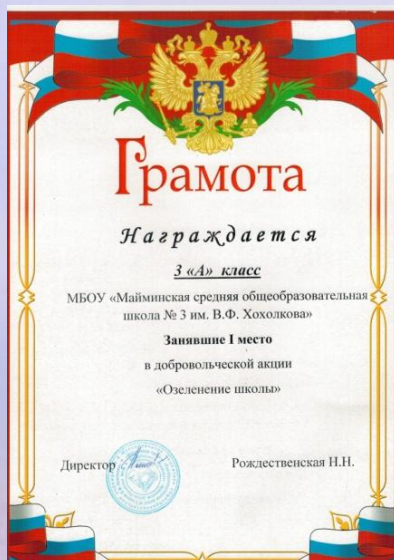 Грамота
Награждается
3 «А» класс
МБОУ «Майминская средняя общеобразовательная
школа № 3 им. В.Ф. Хохолкова»
Занявшие I место
в добровольческой акции
«Озеленение школы»
Директор Рождественская Н.Н.